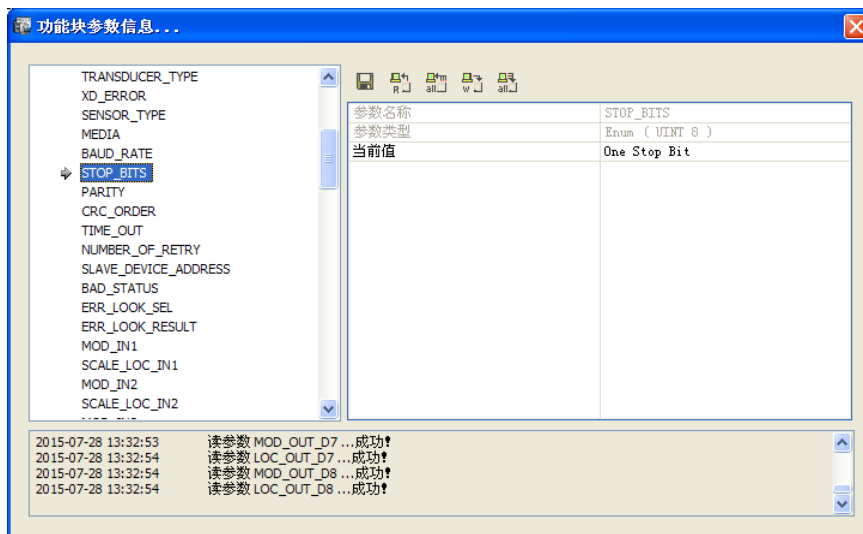 功能块参数信息...
TRANSDUCER_TYPE
XD_ERROR
SENSOR_TYPE
MEDIA
BAUD_RATE
STOP_BITS
PARITY
CRC_ORDER
TIME_OUT
NUMBER_OF_RETRY
SLAVE_DEVICE_ADDRESS
BAD_STATUS
ERR_LOOK_SEL
ERR_LOOK_RESULT
MOD_IN1
SCALE_LOC_IN1
MOD_IN2
SCALE_LOC_IN2
R all w all
参数名称 STOP_BITS
参数类型 Enum ( UINT 8 )
当前值 One Stop Bit
2015-07-28 13:32:53 读参数 MOD_OUT_D7 ...成功!
2015-07-28 13:32:54 读参数 LOC_OUT_D7 ...成功!
2015-07-28 13:32:54 读参数 MOD_OUT_D8 ...成功!
2015-07-28 13:32:54 读参数 LOC_OUT_D8 ...成功!